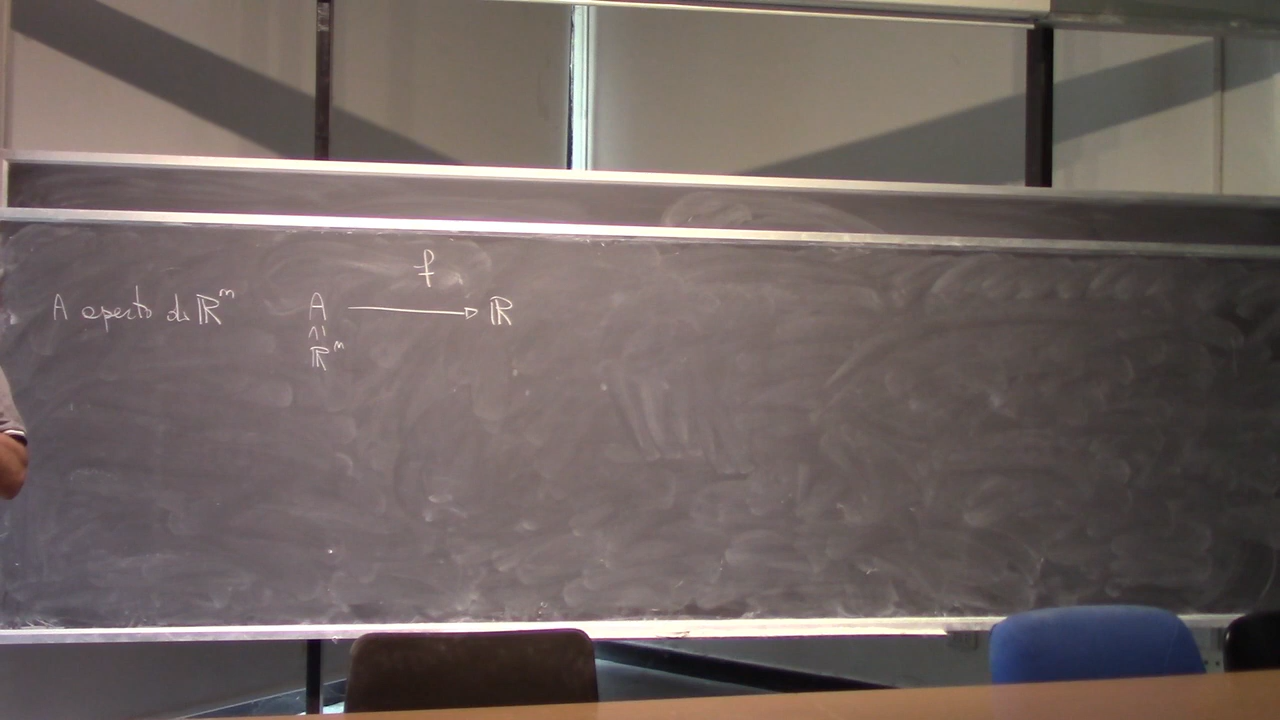 f
A aperto di ℝⁿ A ⟶ ℝ
∩|
ℝⁿ